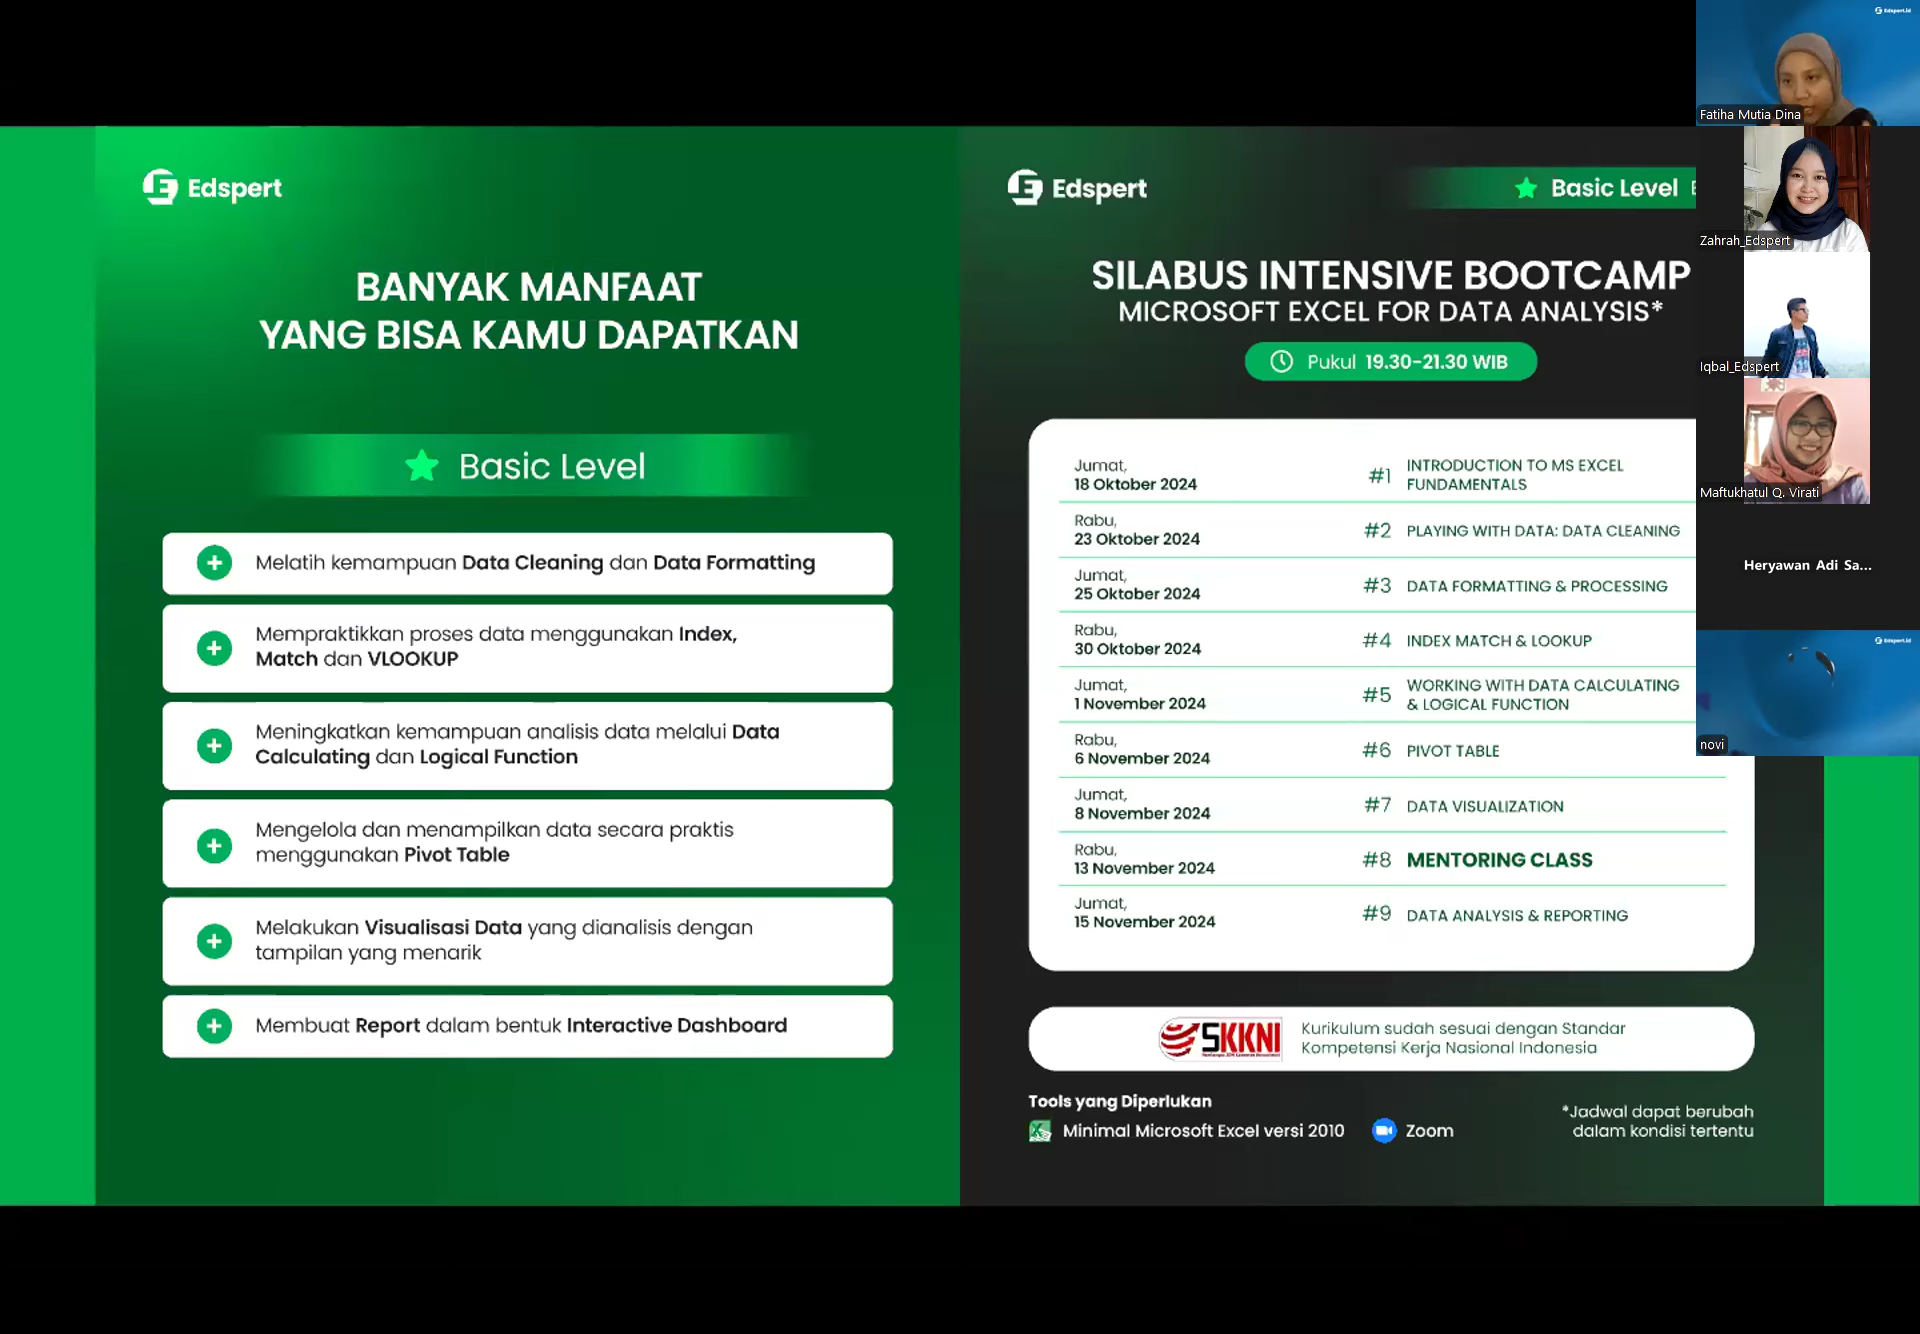 Edspert
BANYAK MANFAAT
YANG BISA KAMU DAPATKAN
Basic Level
Melatih kemampuan Data Cleaning dan Data Formatting
Mempraktikkan proses data menggunakan Index,
Match dan VLOOKUP
Meningkatkan kemampuan analisis data melalui Data
Calculating dan Logical Function
Mengelola dan menampilkan data secara praktis
menggunakan Pivot Table
Melakukan Visualisasi Data yang dianalisis dengan
tampilan yang menarik
Membuat Report dalam bentuk Interactive Dashboard
Edspert
Basic Level
SILABUS INTENSIVE BOOTCAMP
MICROSOFT EXCEL FOR DATA ANALYSIS*
Pukul 19.30-21.30 WIB
Jumat,
18 Oktober 2024
#1 INTRODUCTION TO MS EXCEL
FUNDAMENTALS
Rabu,
23 Oktober 2024
#2 PLAYING WITH DATA: DATA CLEANING
Jumat,
25 Oktober 2024
#3 DATA FORMATTING & PROCESSING
Rabu,
30 Oktober 2024
#4 INDEX MATCH & LOOKUP
Jumat,
1 November 2024
#5 WORKING WITH DATA CALCULATING
& LOGICAL FUNCTION
Rabu,
6 November 2024
#6 PIVOT TABLE
Jumat,
8 November 2024
#7 DATA VISUALIZATION
Rabu,
13 November 2024
#8 MENTORING CLASS
Jumat,
15 November 2024
#9 DATA ANALYSIS & REPORTING
SKKNI
Kurikulum sudah sesuai dengan Standar
Kompetensi Kerja Nasional Indonesia
Tools yang Diperlukan
Minimal Microsoft Excel versi 2010
Zoom
*Jadwal dapat berubah
dalam kondisi tertentu
Edspert.id
Fatiha Mutia Dina
Zahrah_Edspert
Iqbal_Edspert
Maftukhatul Q. Virati
Heryawan Adi Sa...
Edspert.id
novi